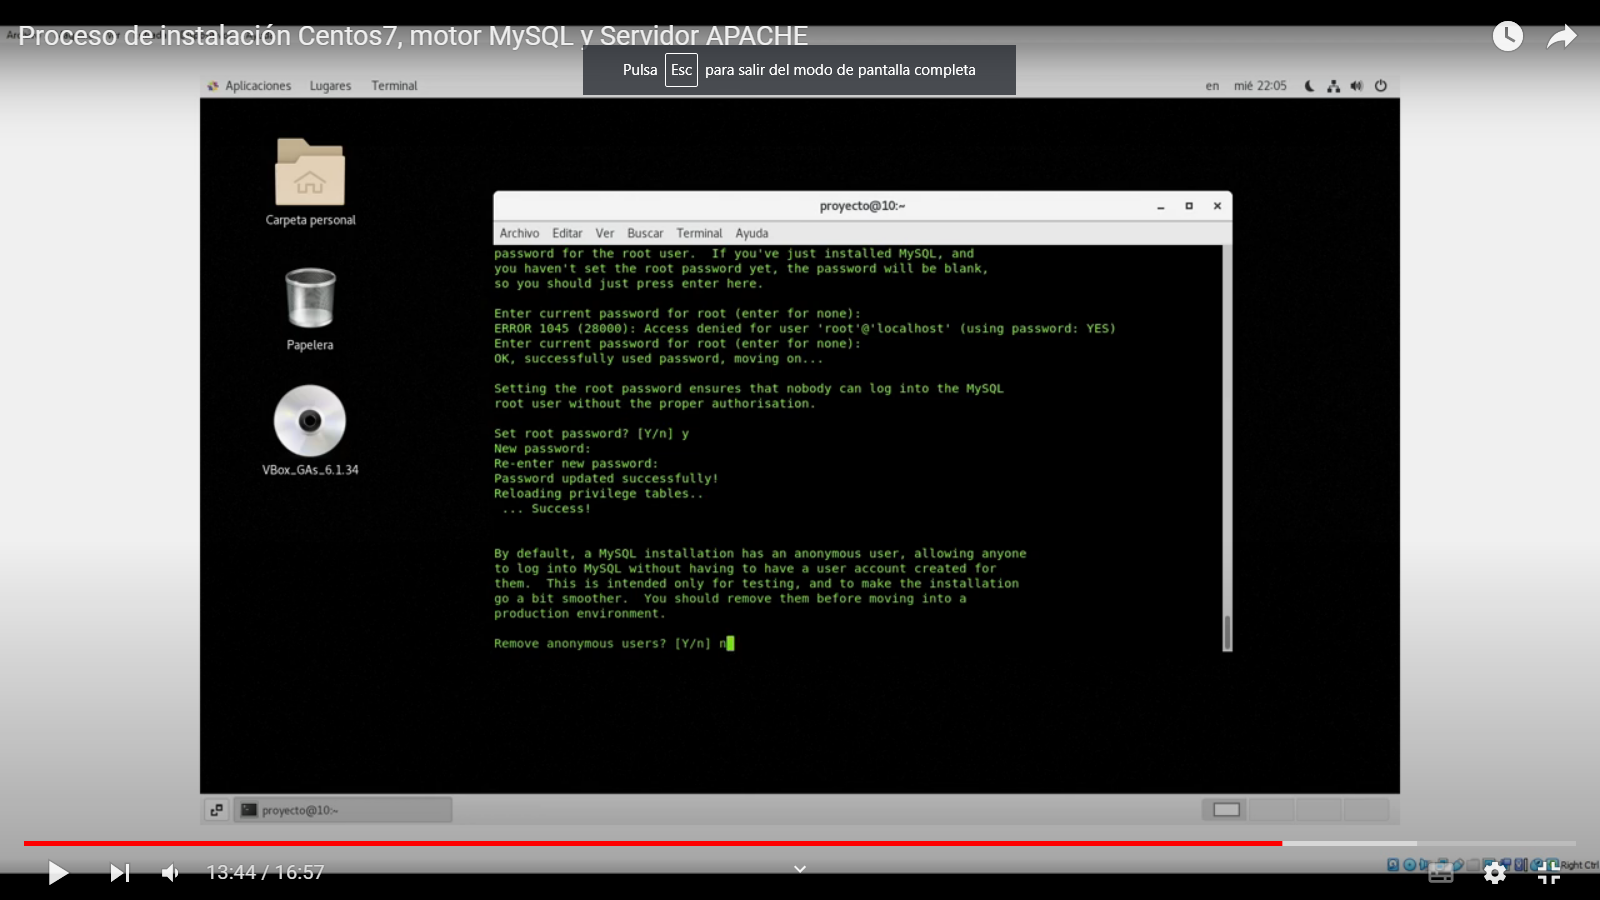 Proceso de instalación Centos7, motor MySQL y Servidor APACHE
Pulsa Esc para salir del modo de pantalla completa
Aplicaciones Lugares Terminal en mié 22:05
Carpeta personal
Papelera
VBox_GAs_6.1.34
proyecto@10:~
Archivo Editar Ver Buscar Terminal Ayuda
password for the root user.  If you've just installed MySQL, and
you haven't set the root password yet, the password will be blank,
so you should just press enter here.
Enter current password for root (enter for none):
ERROR 1045 (28000): Access denied for user 'root'@'localhost' (using password: YES)
Enter current password for root (enter for none):
OK, successfully used password, moving on...
Setting the root password ensures that nobody can log into the MySQL
root user without the proper authorisation.
Set root password? [Y/n] y
New password:
Re-enter new password:
Password updated successfully!
Reloading privilege tables..
 ... Success!
By default, a MySQL installation has an anonymous user, allowing anyone
to log into MySQL without having to have a user account created for
them.  This is intended only for testing, and to make the installation
go a bit smoother.  You should remove them before moving into a
production environment.
Remove anonymous users? [Y/n] n
proyecto@10:~
13:44 / 16:57
Right Ctrl